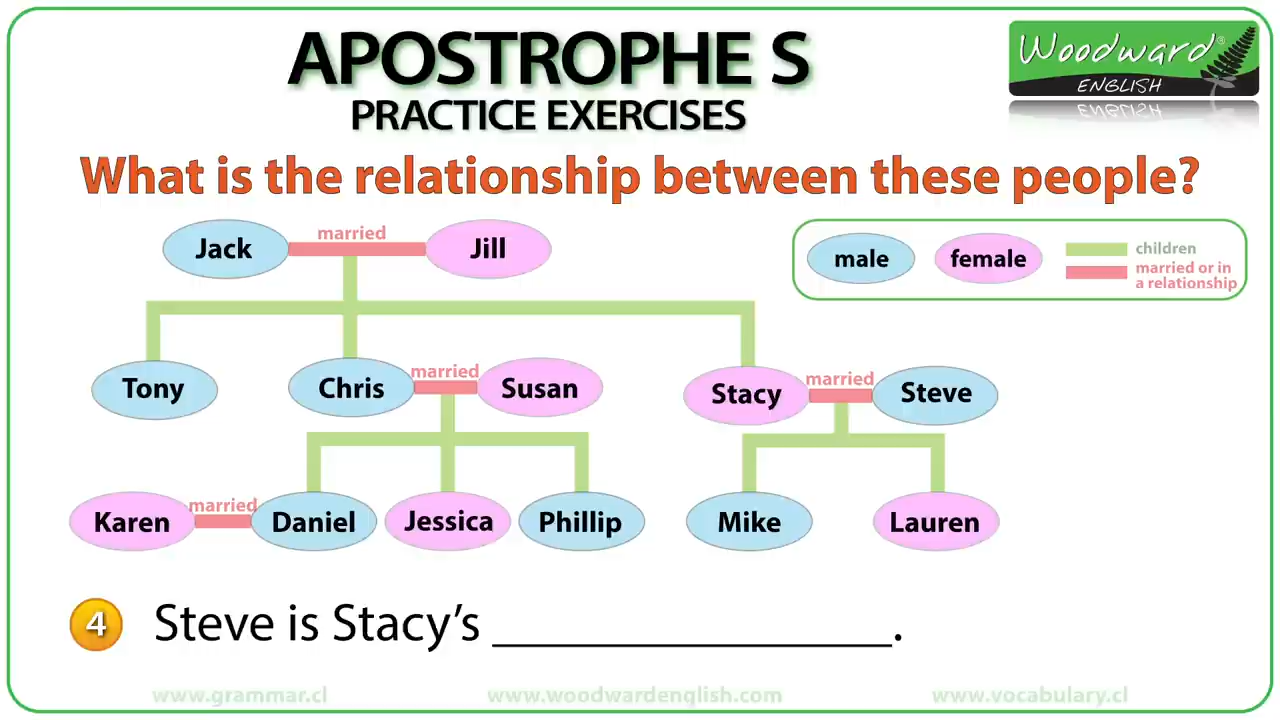 APOSTROPHE S
PRACTICE EXERCISES
Woodward®
ENGLISH
What is the relationship between these people?
Jack married Jill
male female children
married or in
a relationship
Tony Chris married Susan Stacy married Steve
Karen married Daniel Jessica Phillip Mike Lauren
4 Steve is Stacy’s ________________.
www.grammar.cl www.woodwardenglish.com www.vocabulary.cl